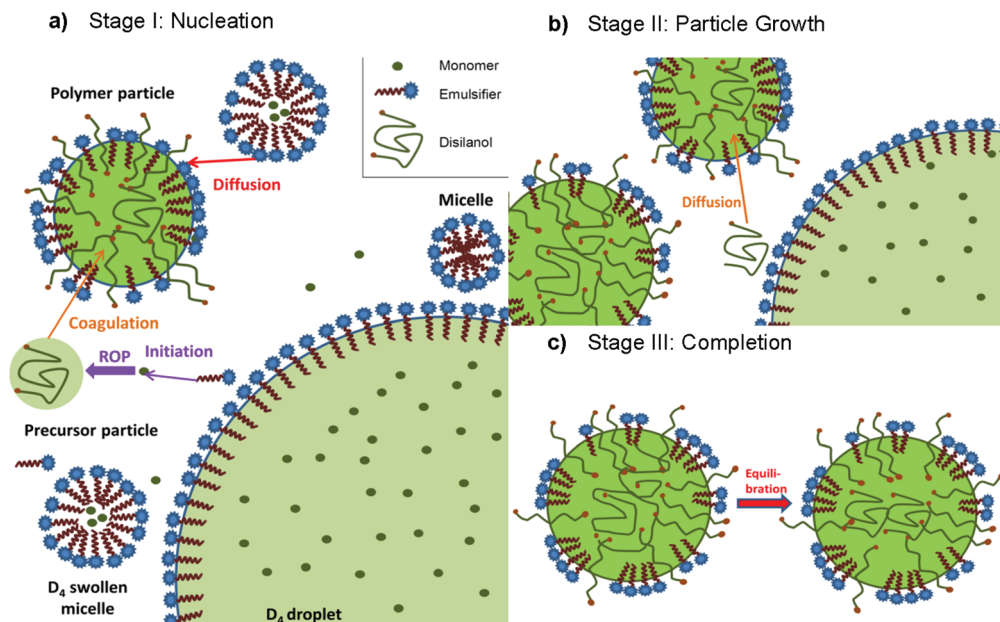 a) Stage I: Nucleation
Polymer particle
Diffusion
Monomer
Emulsifier
Disilanol
Micelle
Coagulation
ROP
Initiation
Precursor particle
D₄ swollen
micelle
D₄ droplet
b) Stage II: Particle Growth
Diffusion
c) Stage III: Completion
Equili-
bration